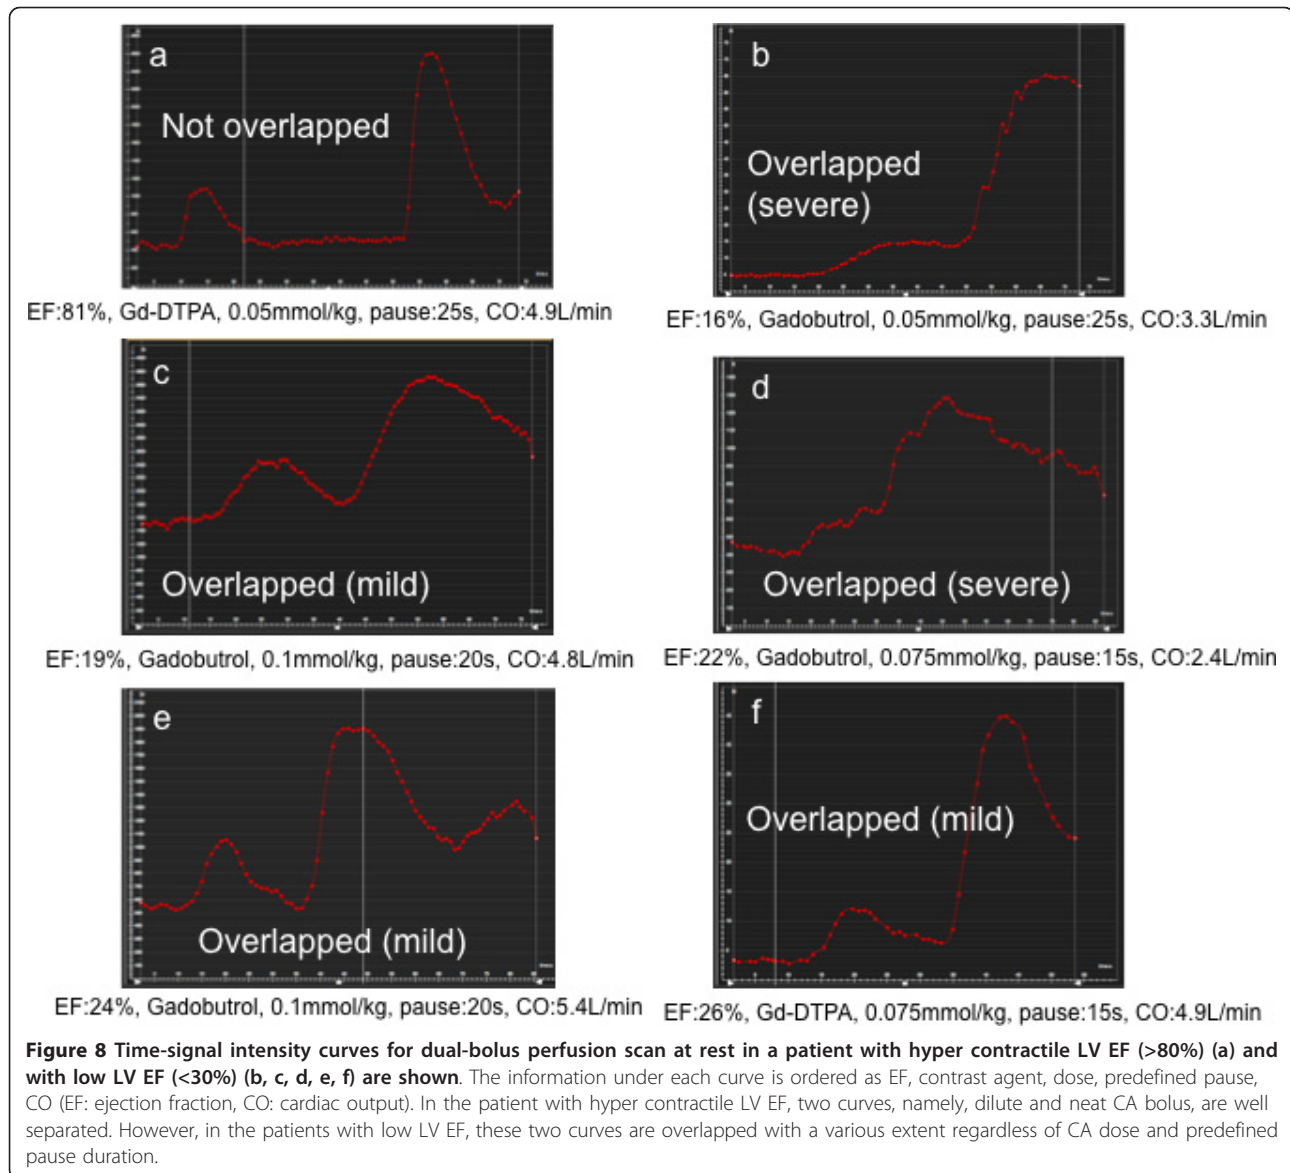 a
Not overlapped
EF:81%, Gd-DTPA, 0.05mmol/kg, pause:25s, CO:4.9L/min
b
Overlapped
(severe)
EF:16%, Gadobutrol, 0.05mmol/kg, pause:25s, CO:3.3L/min
c
Overlapped (mild)
EF:19%, Gadobutrol, 0.1mmol/kg, pause:20s, CO:4.8L/min
d
Overlapped (severe)
EF:22%, Gadobutrol, 0.075mmol/kg, pause:15s, CO:2.4L/min
e
Overlapped (mild)
EF:24%, Gadobutrol, 0.1mmol/kg, pause:20s, CO:5.4L/min
f
Overlapped (mild)
EF:26%, Gd-DTPA, 0.075mmol/kg, pause:15s, CO:4.9L/min
Figure 8 Time-signal intensity curves for dual-bolus perfusion scan at rest in a patient with hyper contractile LV EF (>80%) (a) and
with low LV EF (<30%) (b, c, d, e, f) are shown. The information under each curve is ordered as EF, contrast agent, dose, predefined pause,
CO (EF: ejection fraction, CO: cardiac output). In the patient with hyper contractile LV EF, two curves, namely, dilute and neat CA bolus, are well
separated. However, in the patients with low LV EF, these two curves are overlapped with a various extent regardless of CA dose and predefined
pause duration.